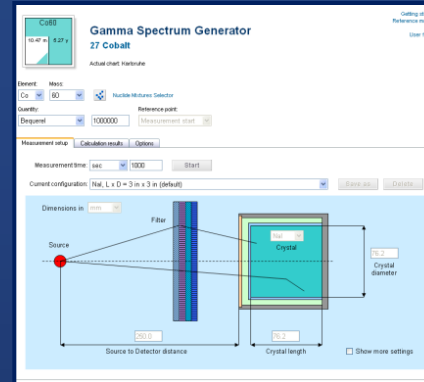 Co60
10.47 m
5.27 y
Gamma Spectrum Generator
27 Cobalt
Actual chart: Karlsruhe
Getting st
Reference m
User
Element:
Mass:
Co
60
Nuclide Mixtures Selector
Quantity:
Reference point:
Bequerel
1000000
Measurement start
Measurement setup
Calculation results
Options
Measurement time:
sec
1000
Start
Current configuration:
NaI, L x D = 3 in x 3 in (default)
Save as
Delete
Dimensions in
mm
Filter
Source
NaI
Crystal
76.2
Crystal
diameter
250.0
76.2
Source to Detector distance
Crystal length
Show more settings